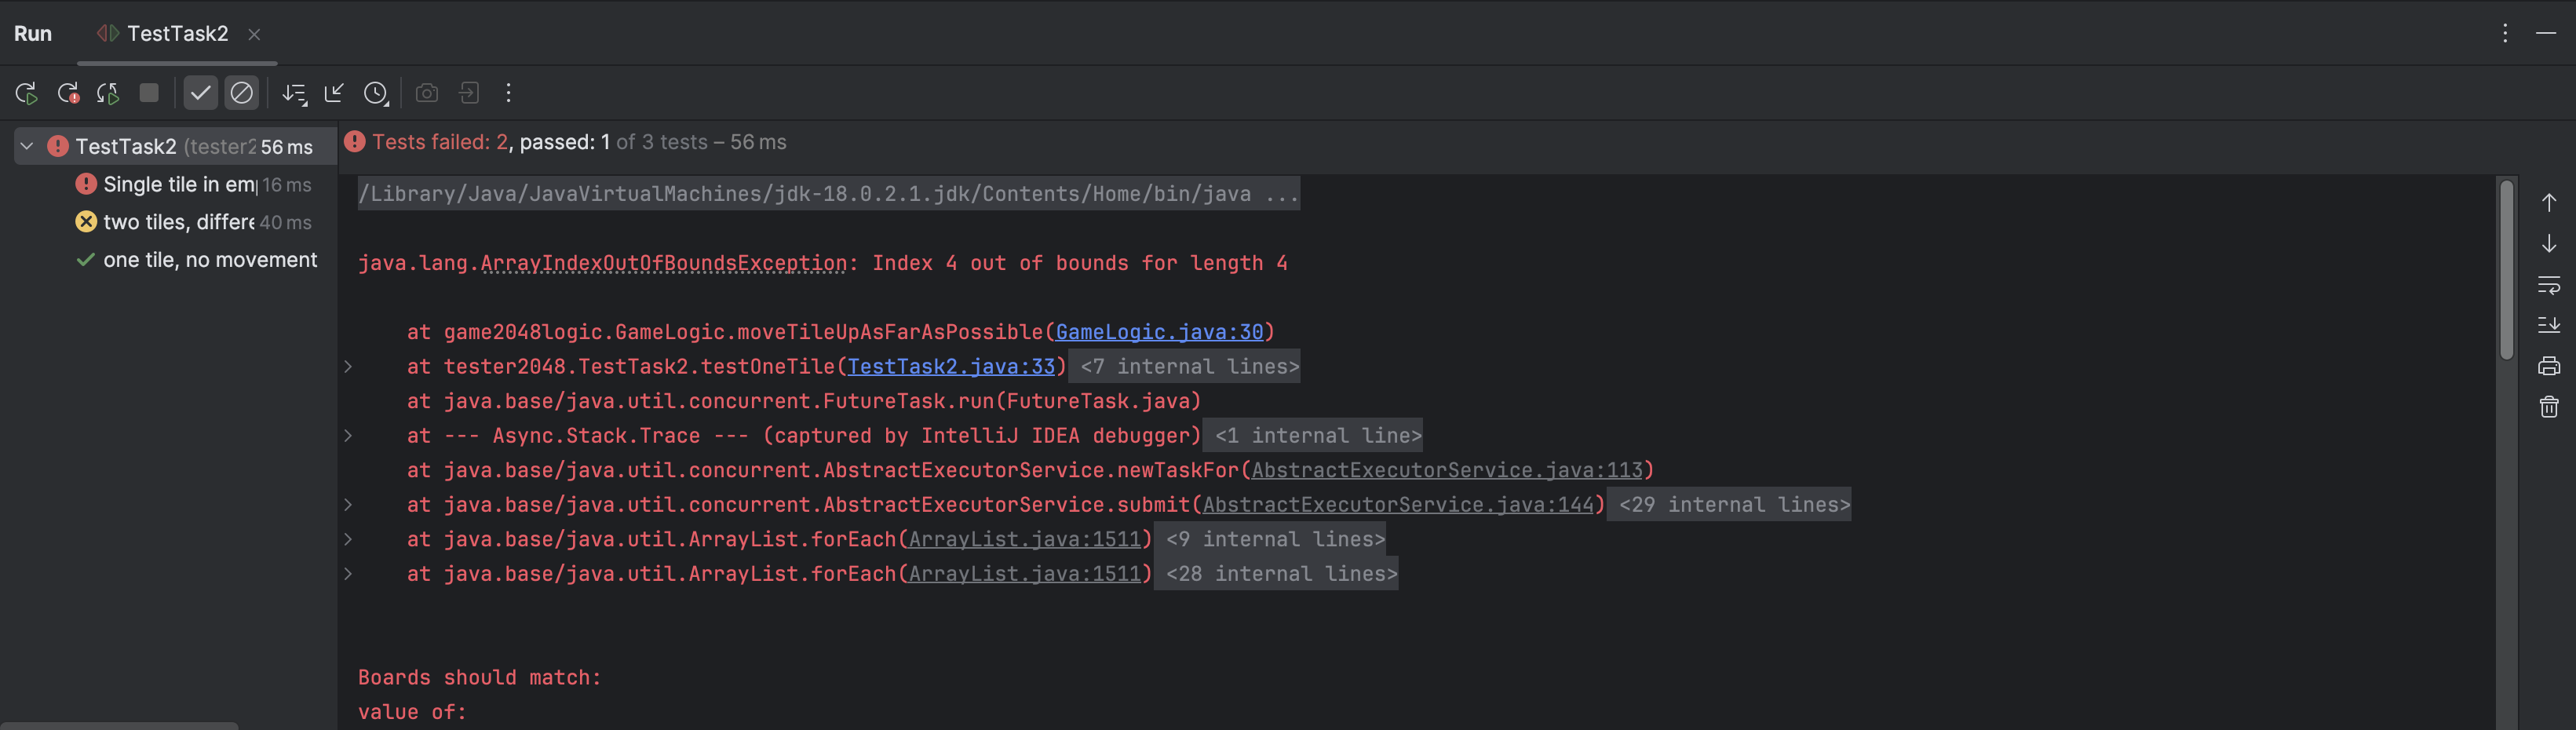 Run TestTask2
TestTask2 (tester2 56 ms
Single tile in em 16 ms
two tiles, differe 40 ms
one tile, no movement
Tests failed: 2, passed: 1 of 3 tests – 56 ms
/Library/Java/JavaVirtualMachines/jdk-18.0.2.1.jdk/Contents/Home/bin/java ...
java.lang.ArrayIndexOutOfBoundsException: Index 4 out of bounds for length 4
at game2048logic.GameLogic.moveTileUpAsFarAsPossible(GameLogic.java:30)
at tester2048.TestTask2.testOneTile(TestTask2.java:33) <7 internal lines>
at java.base/java.util.concurrent.FutureTask.run(FutureTask.java)
at --- Async.Stack.Trace --- (captured by IntelliJ IDEA debugger) <1 internal line>
at java.base/java.util.concurrent.AbstractExecutorService.newTaskFor(AbstractExecutorService.java:113)
at java.base/java.util.concurrent.AbstractExecutorService.submit(AbstractExecutorService.java:144) <29 internal lines>
at java.base/java.util.ArrayList.forEach(ArrayList.java:1511) <9 internal lines>
at java.base/java.util.ArrayList.forEach(ArrayList.java:1511) <28 internal lines>
Boards should match:
value of: